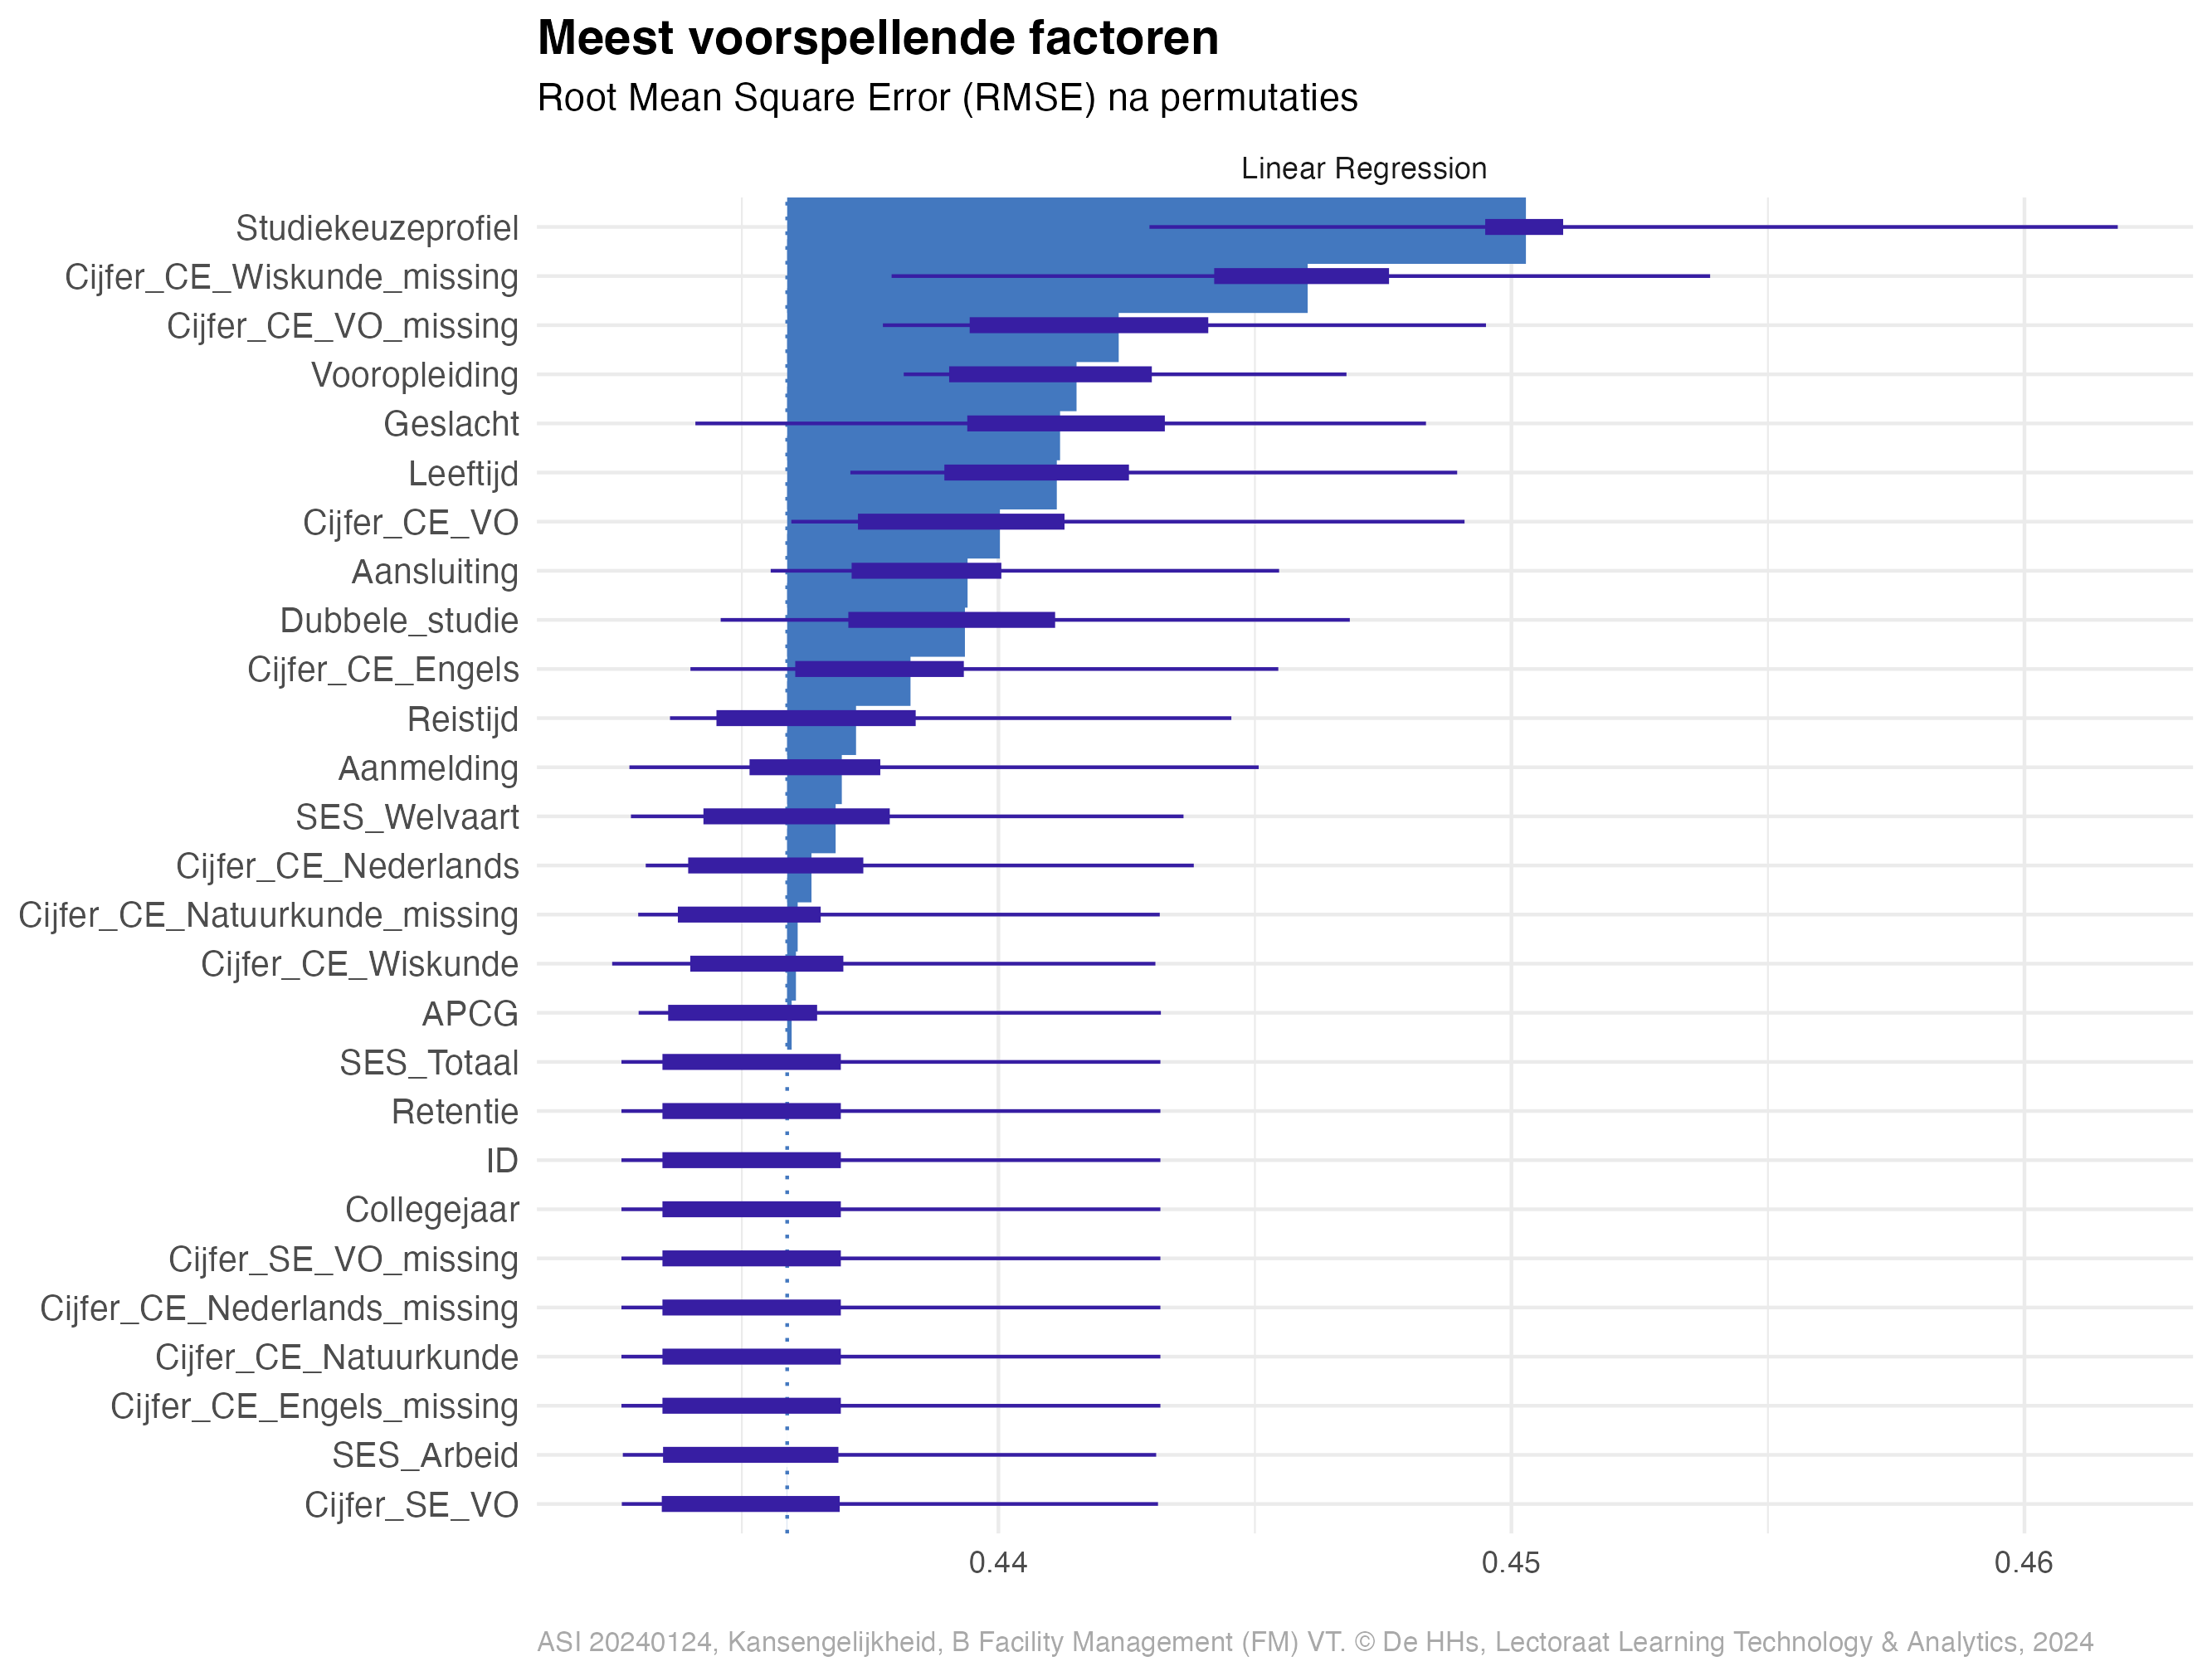 Meest voorspellende factoren
Root Mean Square Error (RMSE) na permutaties
Linear Regression
Studiekeuzeprofiel
Cijfer_CE_Wiskunde_missing
Cijfer_CE_VO_missing
Vooropleiding
Geslacht
Leeftijd
Cijfer_CE_VO
Aansluiting
Dubbele_studie
Cijfer_CE_Engels
Reistijd
Aanmelding
SES_Welvaart
Cijfer_CE_Nederlands
Cijfer_CE_Natuurkunde_missing
Cijfer_CE_Wiskunde
APCG
SES_Totaal
Retentie
ID
Collegejaar
Cijfer_SE_VO_missing
Cijfer_CE_Nederlands_missing
Cijfer_CE_Natuurkunde
Cijfer_CE_Engels_missing
SES_Arbeid
Cijfer_SE_VO
0.44 0.45 0.46
ASI 20240124, Kansengelijkheid, B Facility Management (FM) VT. © De HHs, Lectoraat Learning Technology & Analytics, 2024